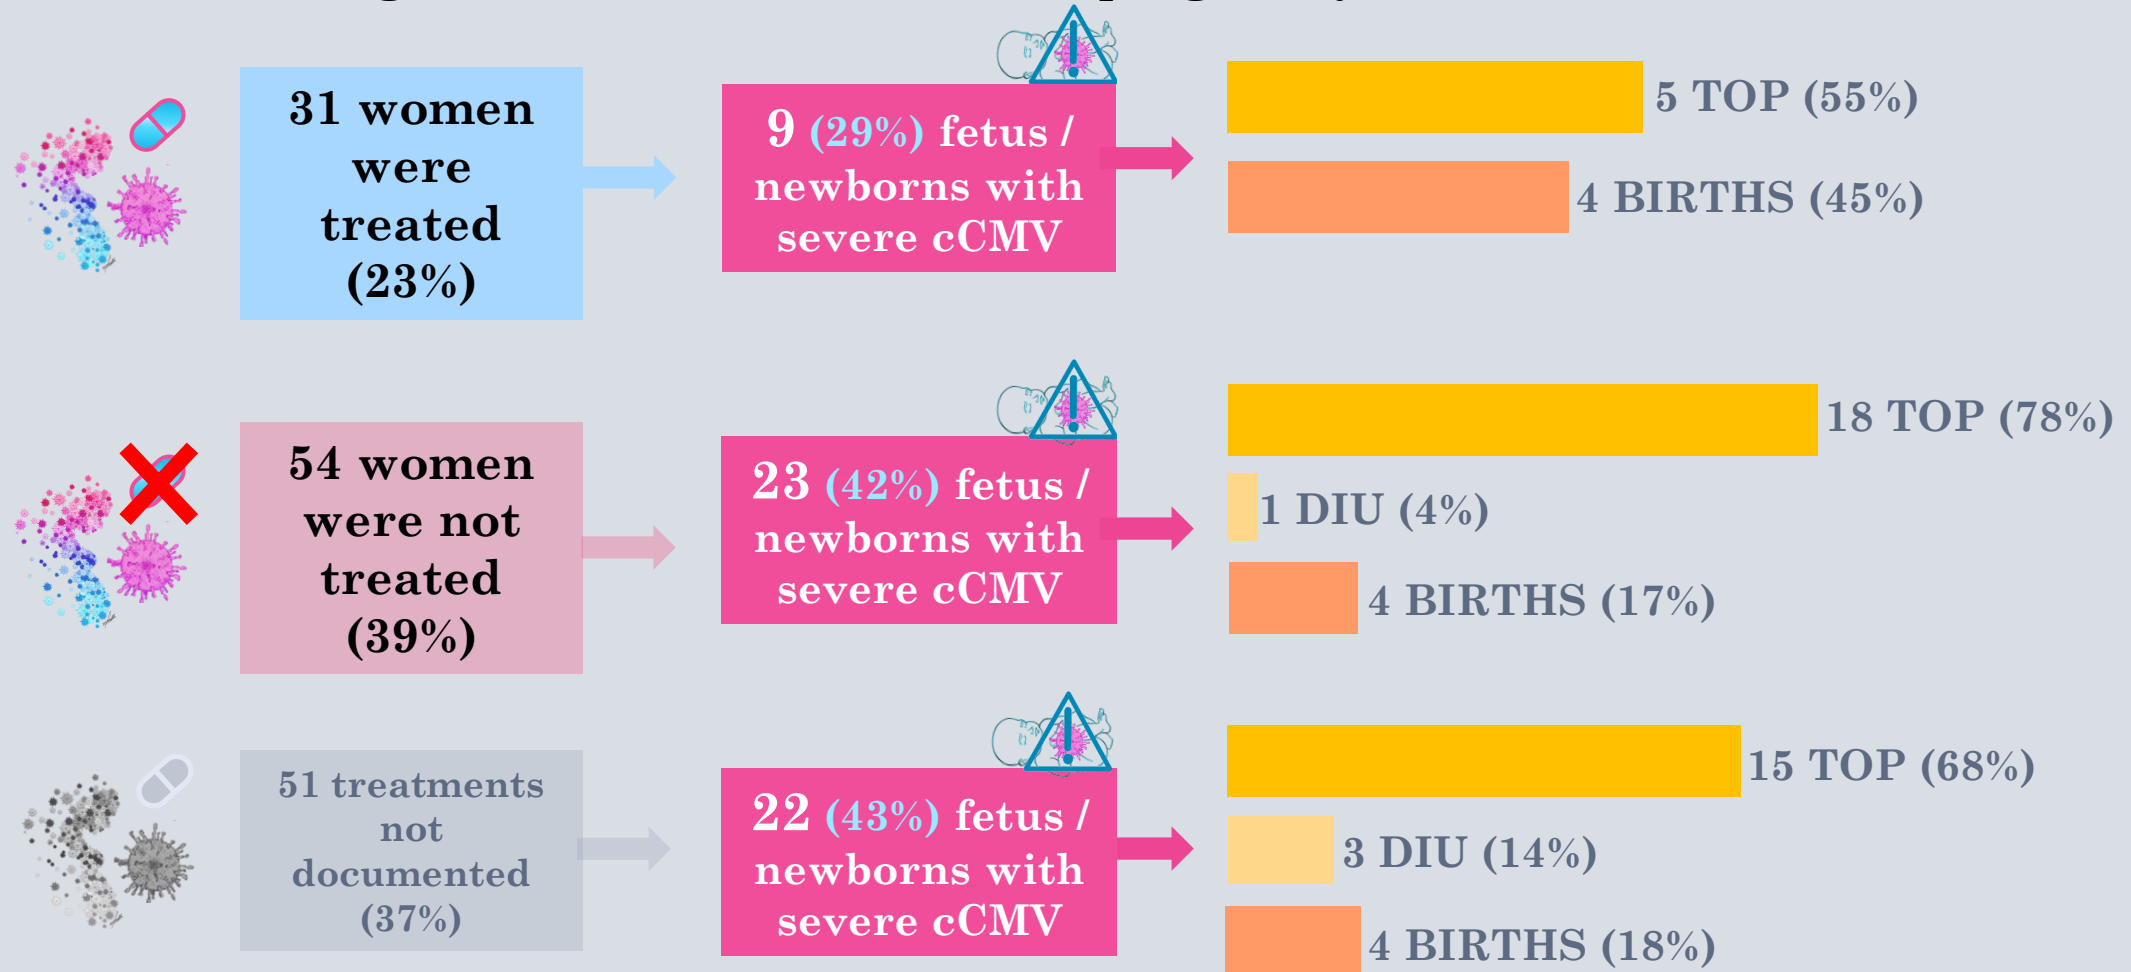 31 women
were
treated
(23%)
9 (29%) fetus /
newborns with
severe cCMV
5 TOP (55%)
4 BIRTHS (45%)
54 women
were not
treated
(39%)
23 (42%) fetus /
newborns with
severe cCMV
18 TOP (78%)
1 DIU (4%)
4 BIRTHS (17%)
51 treatments
not
documented
(37%)
22 (43%) fetus /
newborns with
severe cCMV
15 TOP (68%)
3 DIU (14%)
4 BIRTHS (18%)